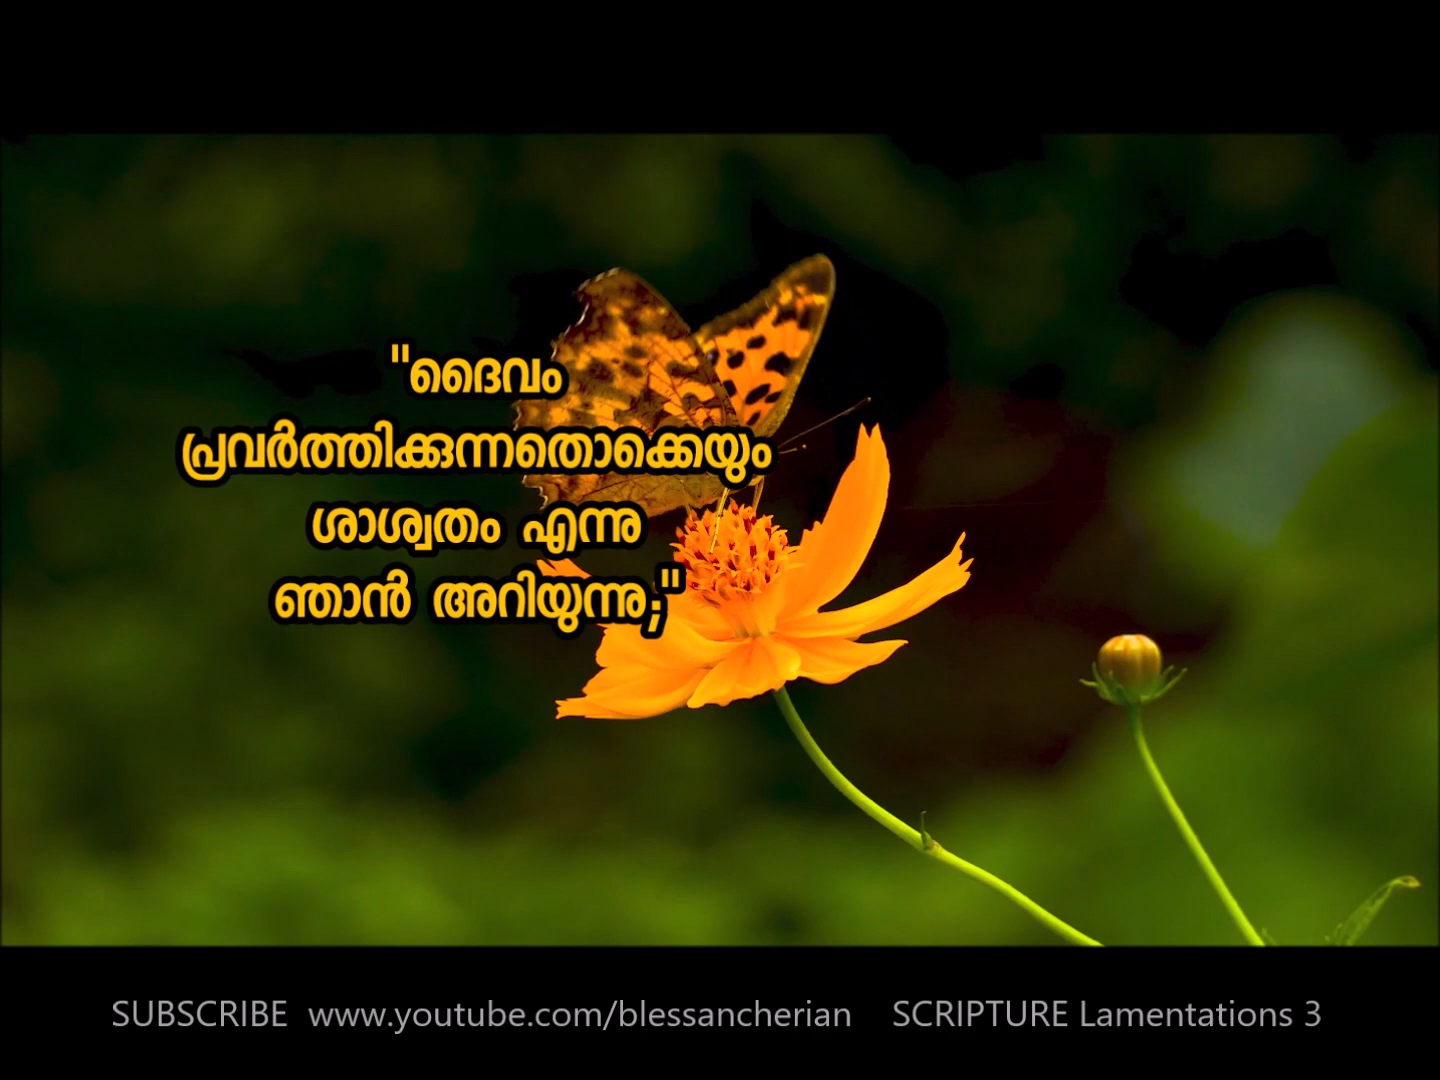 "ദൈവം
പ്രവർത്തിക്കുന്നതൊക്കെയും
ശാശ്വതം എന്നു
ഞാൻ അറിയുന്നു;"
SUBSCRIBE www.youtube.com/blessancherian SCRIPTURE Lamentations 3